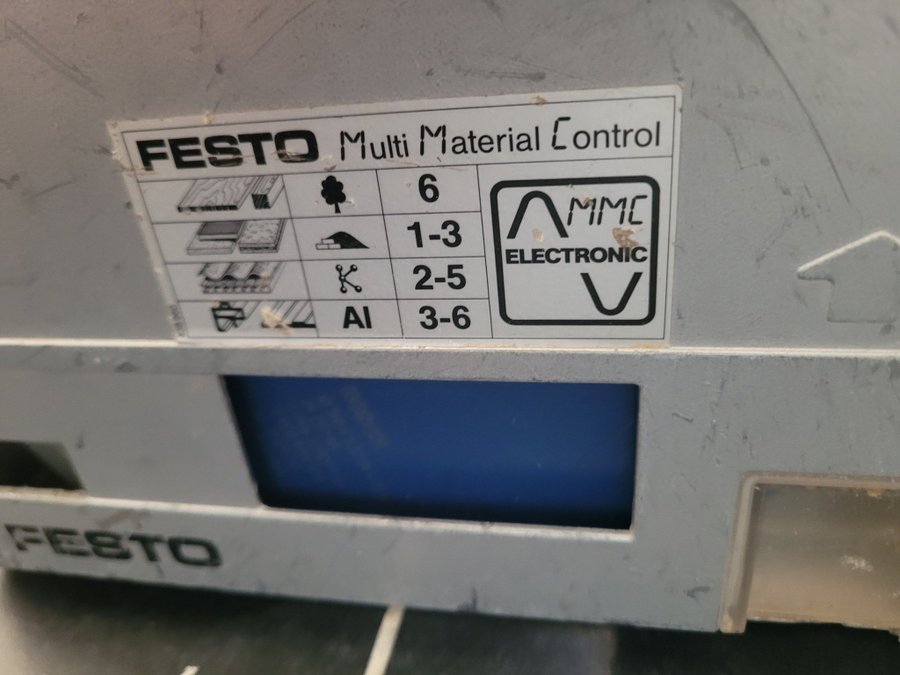 FESTO Multi Material Control
6
1-3
2-5
Al 3-6
MMC
ELECTRONIC
FESTO